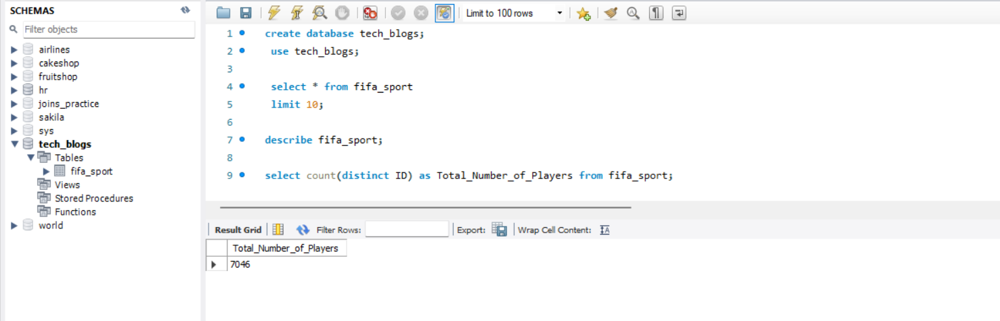 SCHEMAS
Filter objects
airlines
cakeshop
fruitshop
hr
joins_practice
sakila
sys
tech_blogs
Tables
fifa_sport
Views
Stored Procedures
Functions
world
Limit to 100 rows
1 create database tech_blogs;
2 use tech_blogs;
3
4 select * from fifa_sport
5 limit 10;
6
7 describe fifa_sport;
8
9 select count(distinct ID) as Total_Number_of_Players from fifa_sport;
Result Grid Filter Rows: Export: Wrap Cell Content:
Total_Number_of_Players
7046